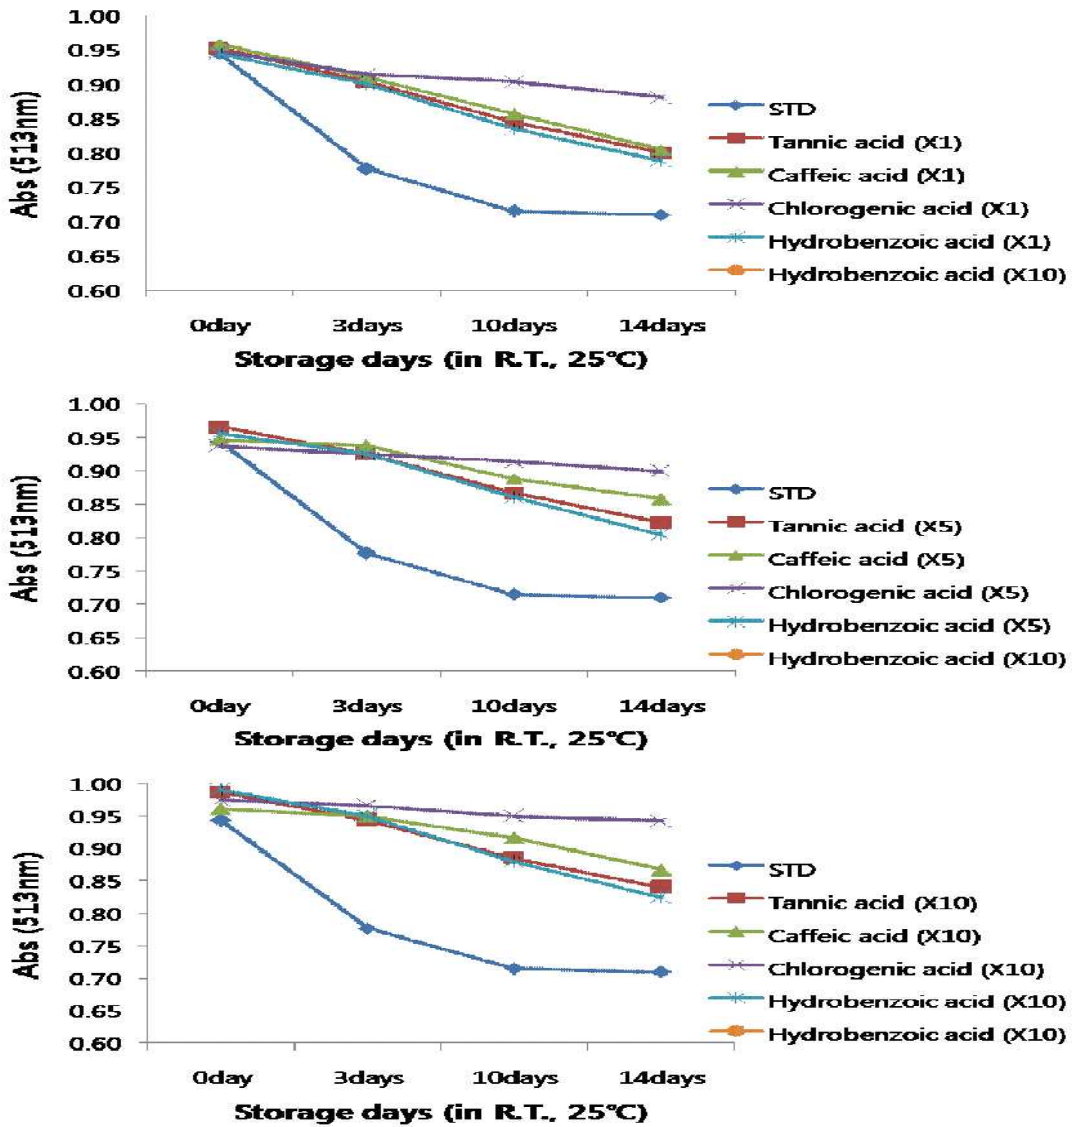 1.00
0.95
0.90
0.85
0.80
0.75
0.70
0.65
0.60
Abs (513nm)
0day 3days 10days 14days
Storage days (in R.T., 25℃)
STD
Tannic acid (X1)
Caffeic acid (X1)
Chlorogenic acid (X1)
Hydrobenzoic acid (X1)
Hydrobenzoic acid (X10)
1.00
0.95
0.90
0.85
0.80
0.75
0.70
0.65
0.60
Abs (513nm)
0day 3days 10days 14days
Storage days (in R.T., 25℃)
STD
Tannic acid (X5)
Caffeic acid (X5)
Chlorogenic acid (X5)
Hydrobenzoic acid (X5)
Hydrobenzoic acid (X10)
1.00
0.95
0.90
0.85
0.80
0.75
0.70
0.65
0.60
Abs (513nm)
0day 3days 10days 14days
Storage days (in R.T., 25℃)
STD
Tannic acid (X10)
Caffeic acid (X10)
Chlorogenic acid (X10)
Hydrobenzoic acid (X10)
Hydrobenzoic acid (X10)